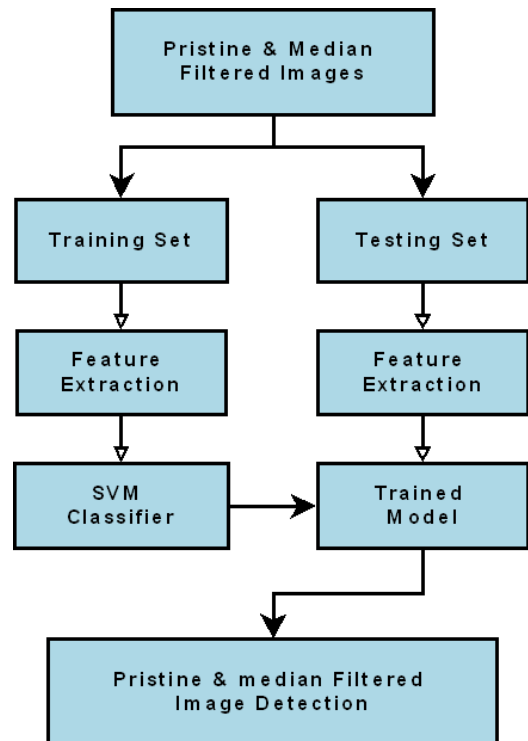 Pristine & Median
Filtered Images
Training Set
Testing Set
Feature
Extraction
Feature
Extraction
SVM
Classifier
Trained
Model
Pristine & median Filtered
Image Detection